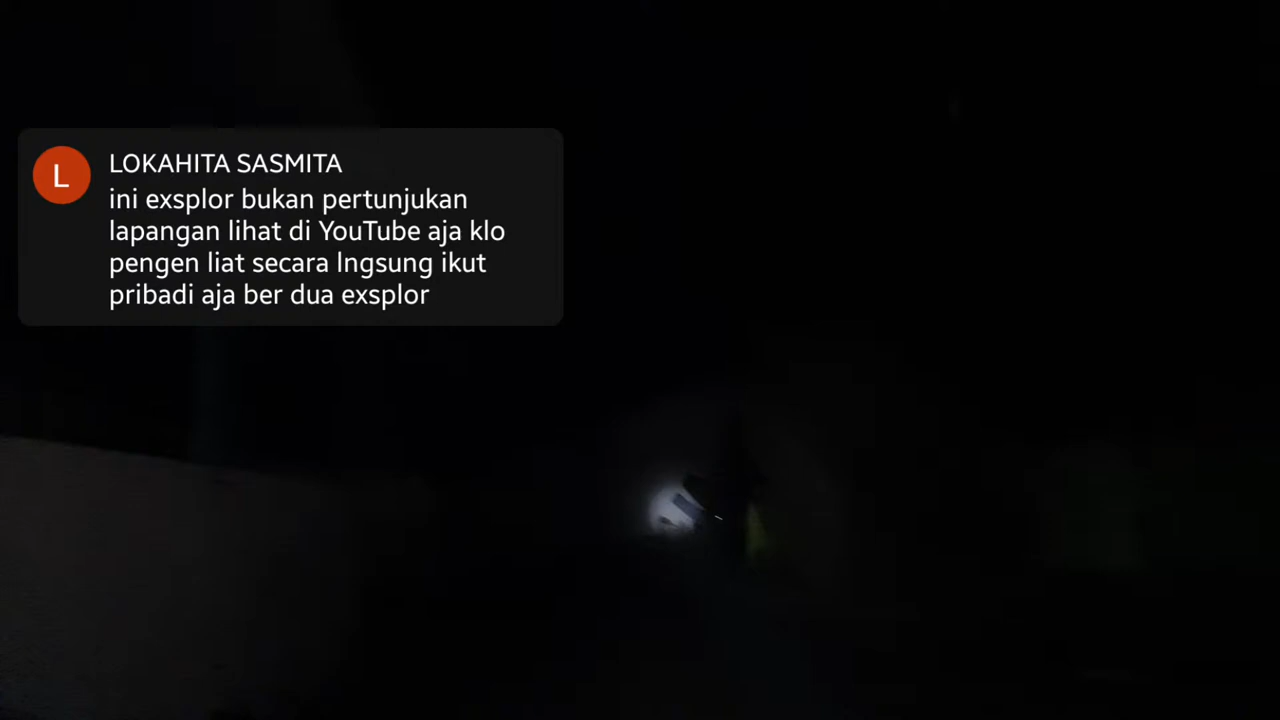 L
LOKAHITA SASMITA
ini exsplor bukan pertunjukan
lapangan lihat di YouTube aja klo
pengen liat secara lngsung ikut
pribadi aja ber dua exsplor